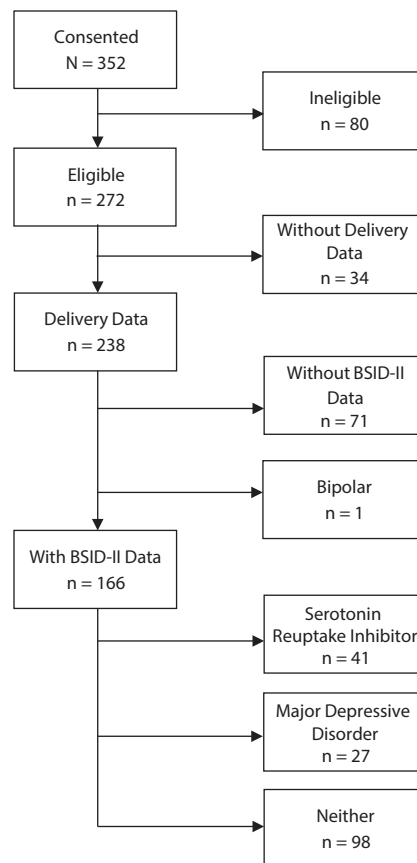 Consented
N = 352
Ineligible
n = 80
Eligible
n = 272
Without Delivery
Data
n = 34
Delivery Data
n = 238
Without BSID-II
Data
n = 71
Bipolar
n = 1
With BSID-II Data
n = 166
Serotonin
Reuptake Inhibitor
n = 41
Major Depressive
Disorder
n = 27
Neither
n = 98